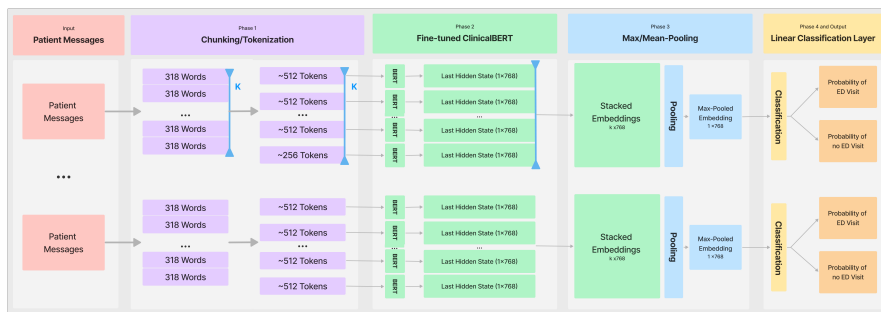 Input
Patient Messages
Phase 1
Chunking/Tokenization
Phase 2
Fine-tuned ClinicalBERT
Phase 3
Max/Mean-Pooling
Phase 4 and Output
Linear Classification Layer
Patient
Messages
318 Words
318 Words
...
318 Words
318 Words
K
~512 Tokens
~512 Tokens
...
~512 Tokens
~256 Tokens
K
BERT
BERT
...
BERT
BERT
Last Hidden State (1×768)
Last Hidden State (1×768)
...
Last Hidden State (1×768)
Last Hidden State (1×768)
Stacked
Embeddings
k x768
Pooling
Max-Pooled
Embedding
1 ×768
Classification
Probability of
ED Visit
Probability of
no ED Visit
...
Patient
Messages
318 Words
318 Words
...
318 Words
318 Words
~512 Tokens
~512 Tokens
...
~512 Tokens
~512 Tokens
BERT
BERT
...
BERT
BERT
Last Hidden State (1×768)
Last Hidden State (1×768)
...
Last Hidden State (1×768)
Last Hidden State (1×768)
Stacked
Embeddings
k x768
Pooling
Max-Pooled
Embedding
1 ×768
Classification
Probability of
ED Visit
Probability of
no ED Visit